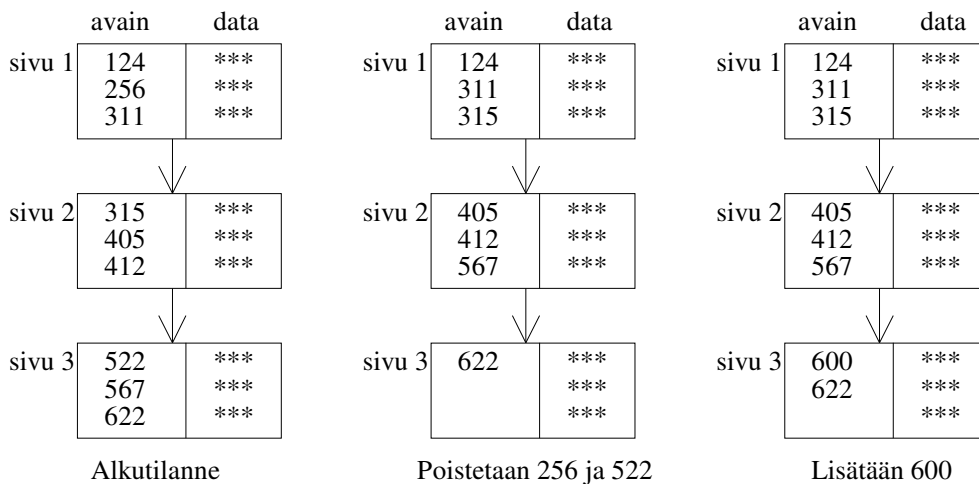 avain data avain data avain data
sivu 1 124 *** sivu 1 124 *** sivu 1 124 ***
256 *** 311 *** 311 ***
311 *** 315 *** 315 ***
sivu 2 315 *** sivu 2 405 *** sivu 2 405 ***
405 *** 412 *** 412 ***
412 *** 567 *** 567 ***
sivu 3 522 *** sivu 3 622 *** sivu 3 600 ***
567 *** *** 622 ***
622 *** *** ***
Alkutilanne Poistetaan 256 ja 522 Lisätään 600